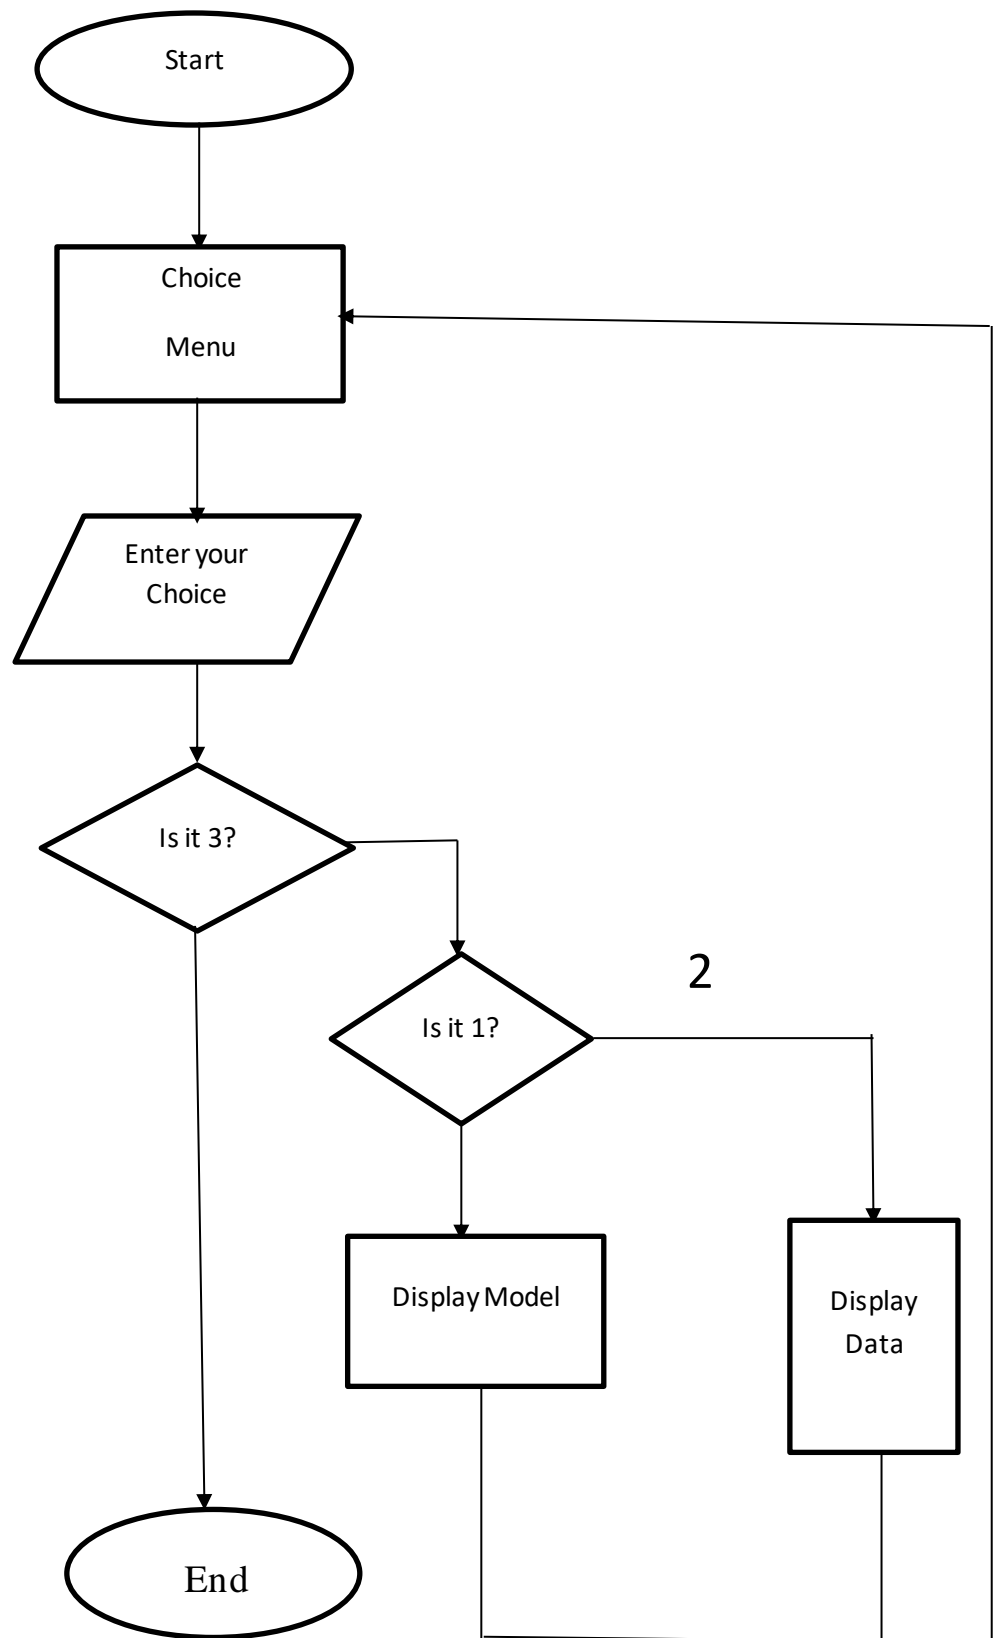 Start
Choice
Menu
Enter your
Choice
Is it 3?
Is it 1?
2
Display Model
Display
Data
End